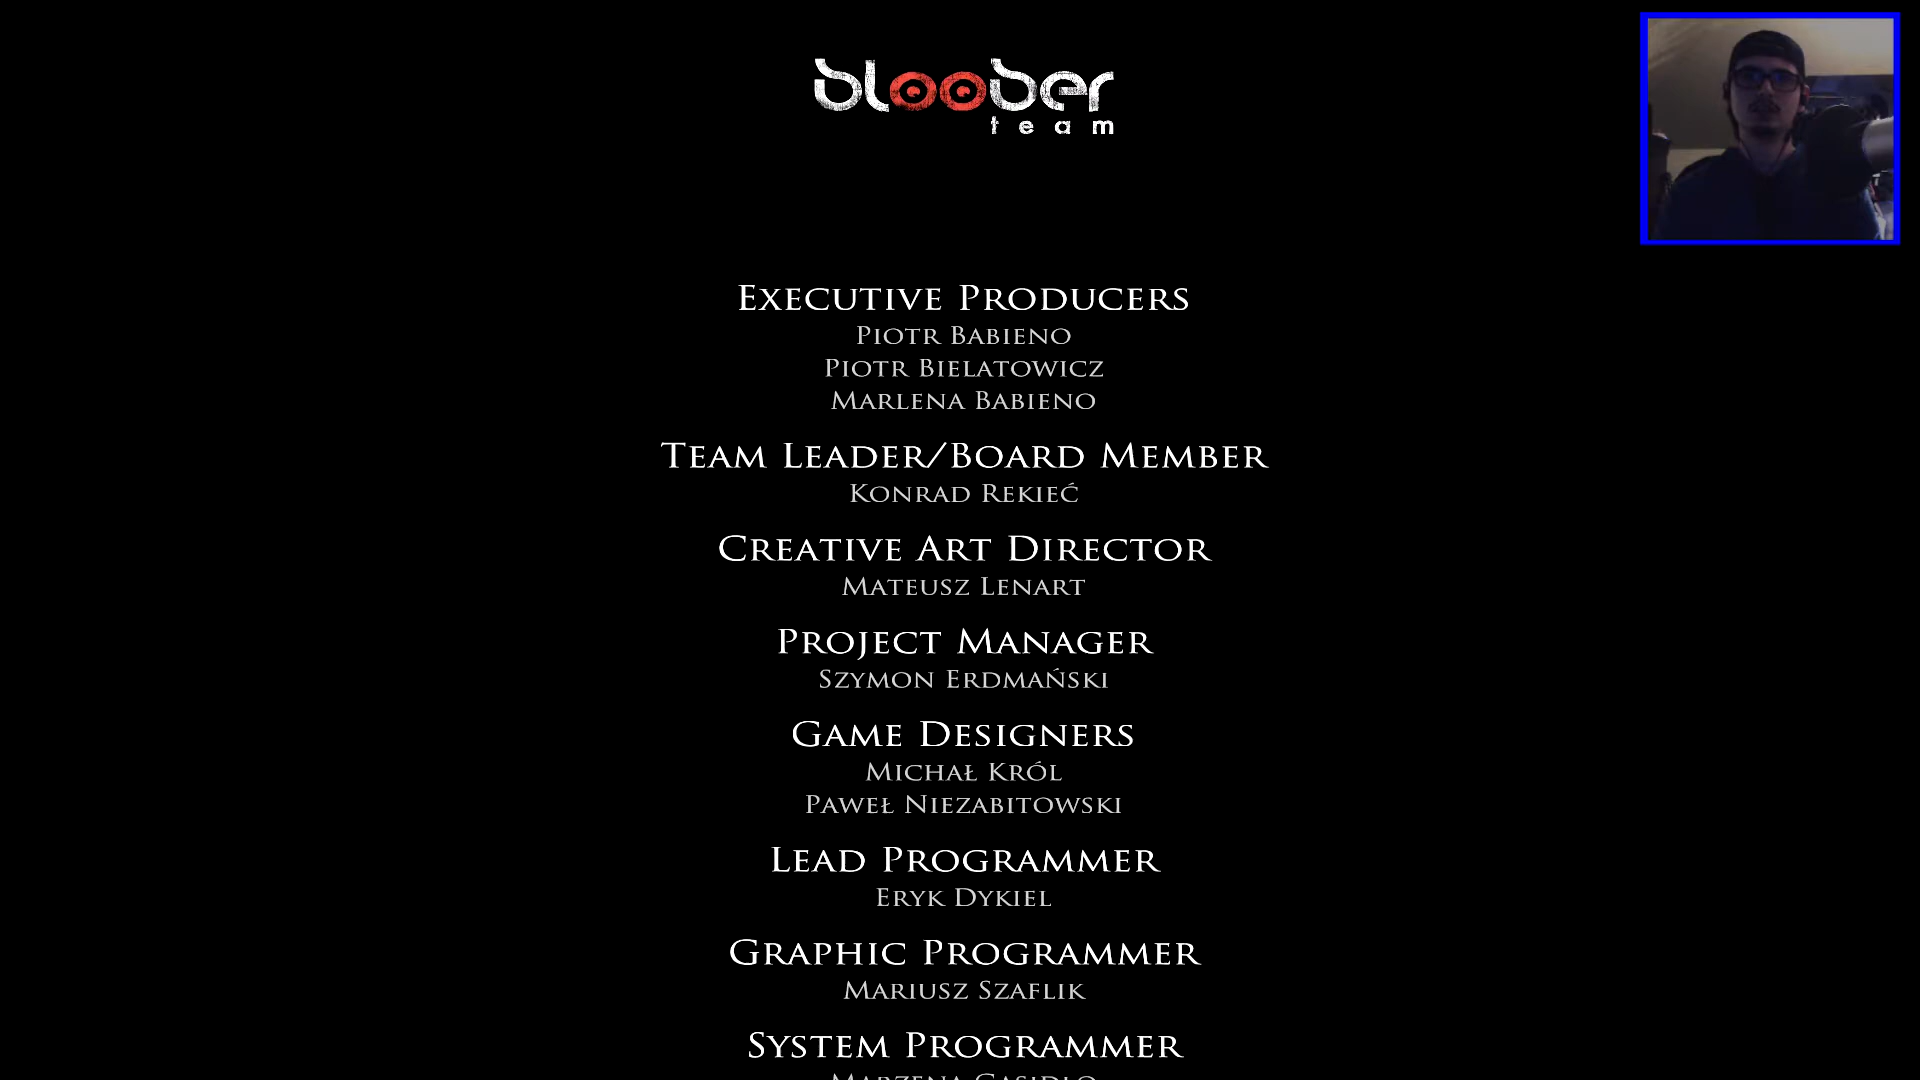 bloober
team
Executive Producers
Piotr Babieno
Piotr Bielatowicz
Marlena Babieno
Team Leader/Board Member
Konrad Rekieć
Creative Art Director
Mateusz Lenart
Project Manager
Szymon Erdmański
Game Designers
Michał Król
Paweł Niezabitowski
Lead Programmer
Eryk Dykiel
Graphic Programmer
Mariusz Szaflik
System Programmer